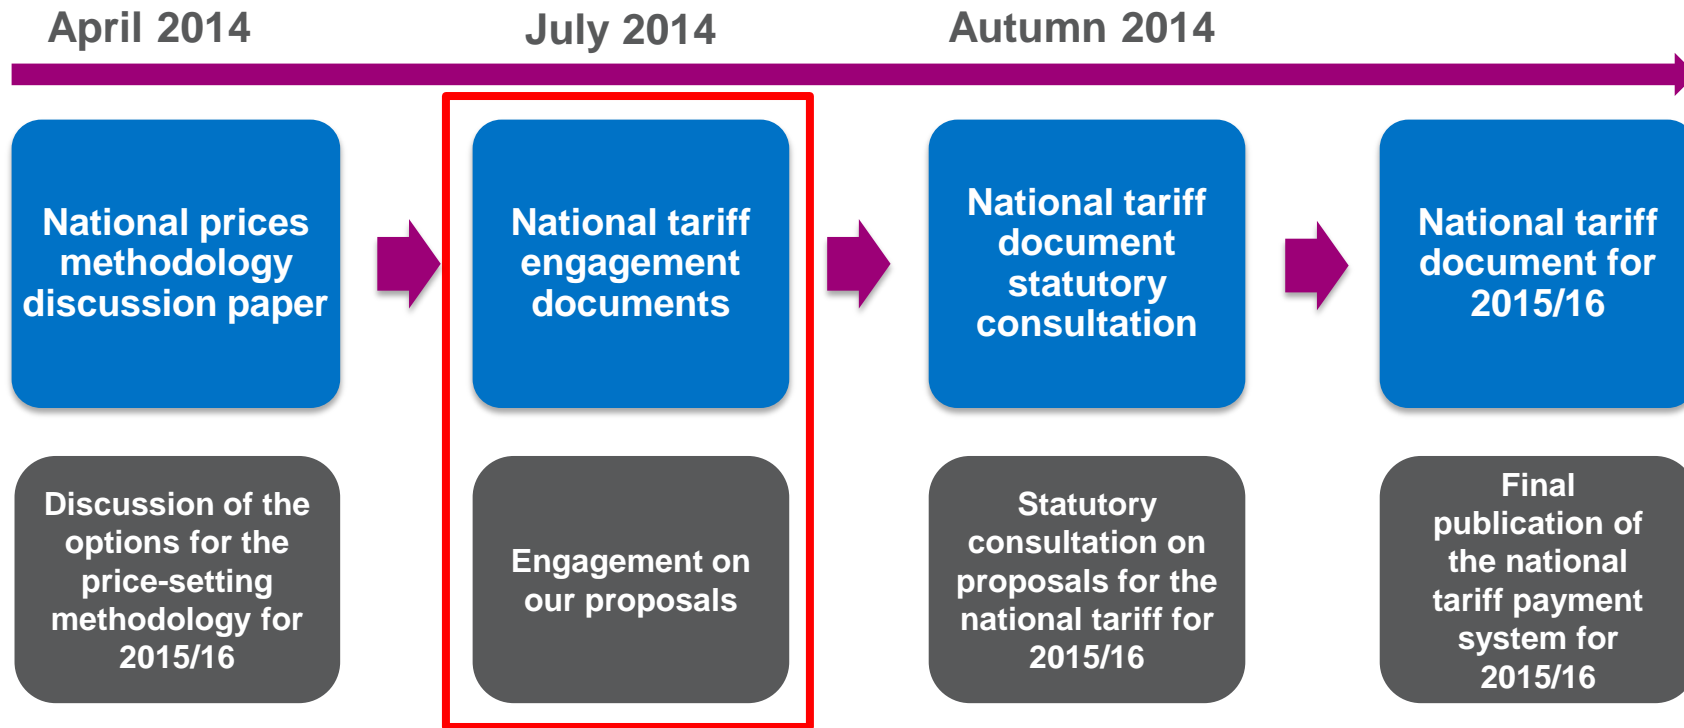 April 2014
July 2014
Autumn 2014
National prices
methodology
discussion paper
National tariff
engagement
documents
National tariff
document
statutory
consultation
National tariff
document for
2015/16
Discussion of the
options for the
price-setting
methodology for
2015/16
Engagement on
our proposals
Statutory
consultation on
proposals for the
national tariff for
2015/16
Final
publication of
the national
tariff payment
system for
2015/16